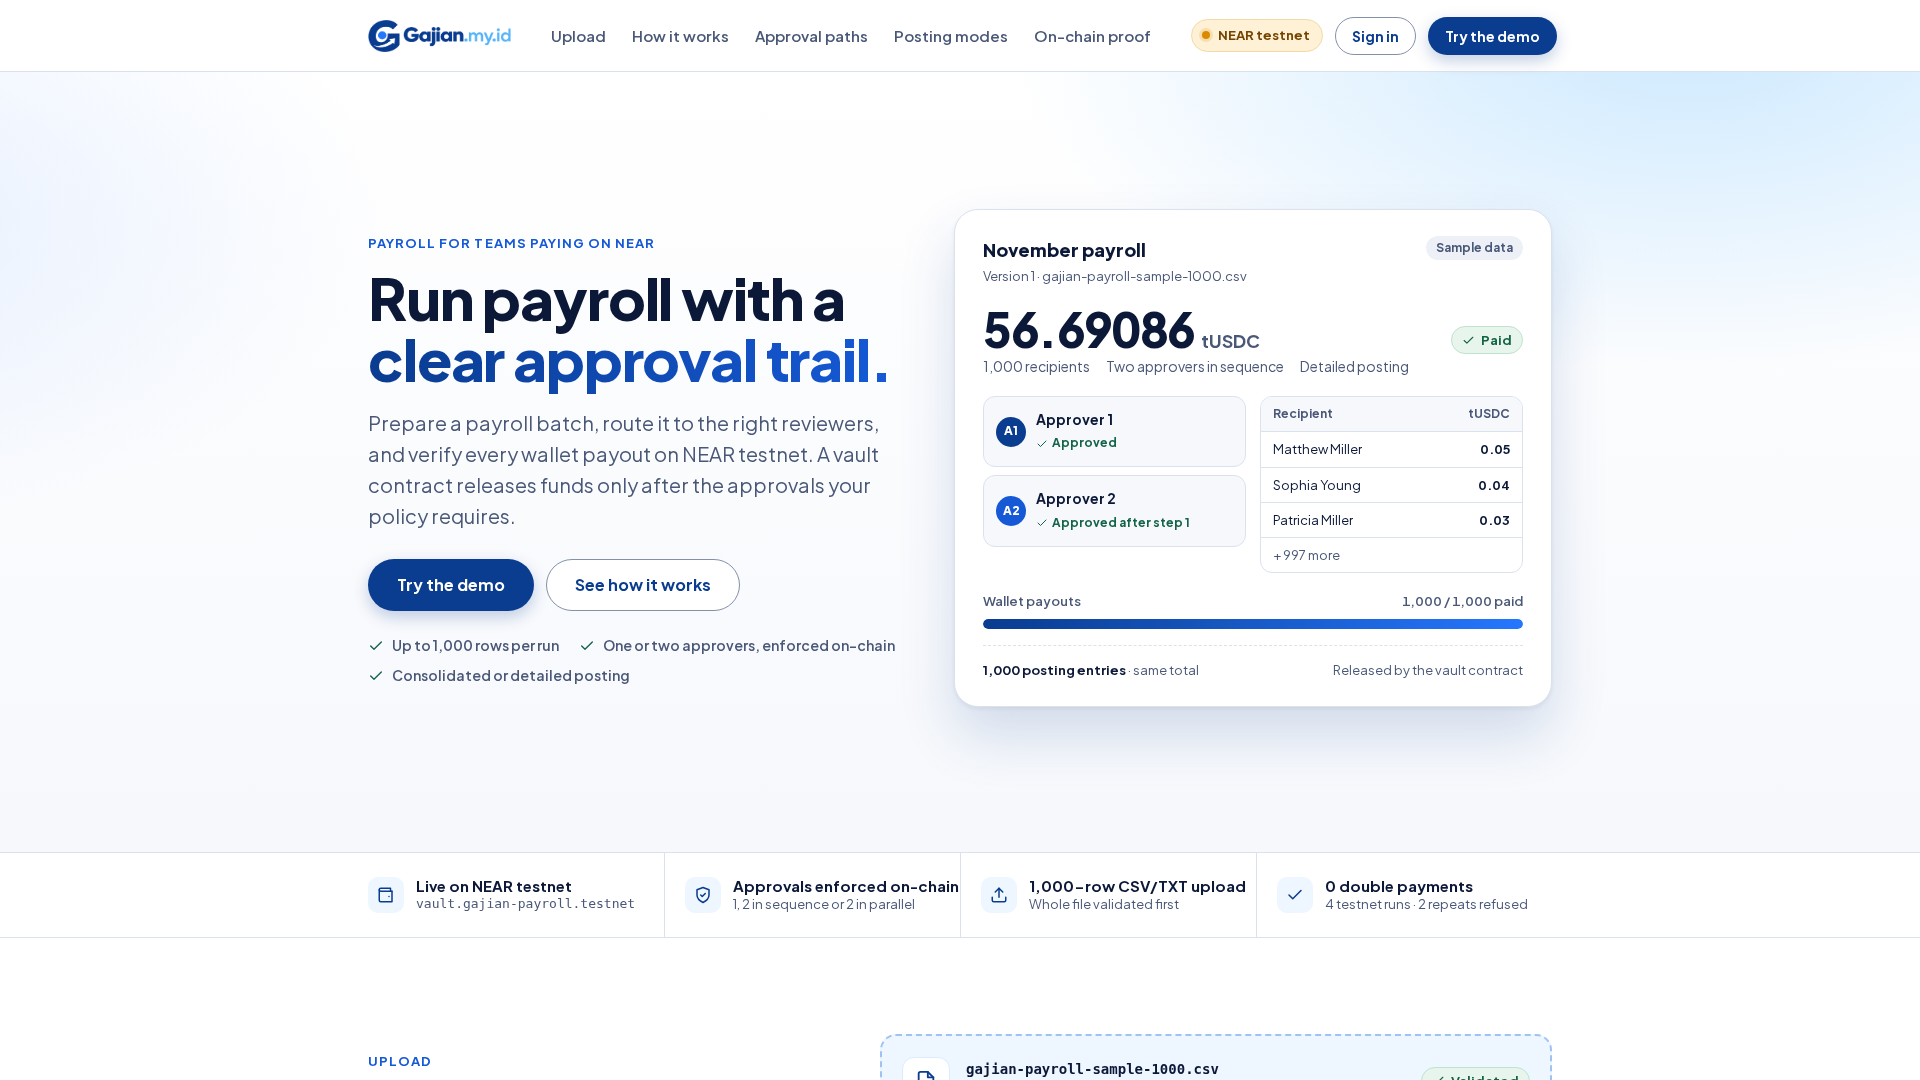 Gajian.my.id
Upload
How it works
Approval paths
Posting modes
On-chain proof
NEAR testnet
Sign in
Try the demo
PAYROLL FOR TEAMS PAYING ON NEAR
Run payroll with a
clear approval trail.
Prepare a payroll batch, route it to the right reviewers,
and verify every wallet payout on NEAR testnet. A vault
contract releases funds only after the approvals your
policy requires.
Try the demo
See how it works
Up to 1,000 rows per run
One or two approvers, enforced on-chain
Consolidated or detailed posting
November payroll
Sample data
Version 1 · gajian-payroll-sample-1000.csv
56.69086 tUSDC
Paid
1,000 recipients
Two approvers in sequence
Detailed posting
A1
Approver 1
Approved
A2
Approver 2
Approved after step 1
Recipient tUSDC
Matthew Miller 0.05
Sophia Young 0.04
Patricia Miller 0.03
+ 997 more
Wallet payouts 1,000 / 1,000 paid
1,000 posting entries · same total
Released by the vault contract
Live on NEAR testnet
vault.gajian-payroll.testnet
Approvals enforced on-chain
1, 2 in sequence or 2 in parallel
1,000-row CSV/TXT upload
Whole file validated first
0 double payments
4 testnet runs · 2 repeats refused
UPLOAD
gajian-payroll-sample-1000.csv
Validated